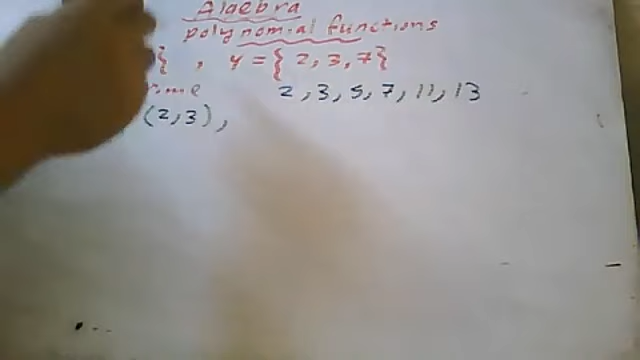 Algebra
polynomial functions
} , y = { 2, 3, 7}
2, 3, 5, 7, 11, 13
(2,3),